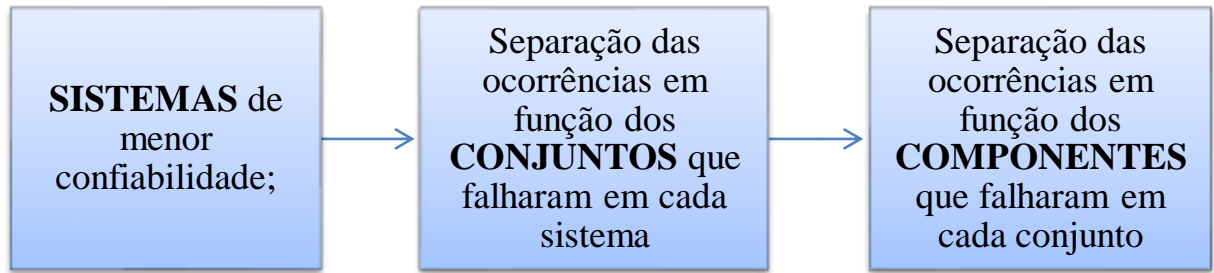 SISTEMAS de
menor
confiabilidade;
Separação das
ocorrências em
função dos
CONJUNTOS que
falharam em cada
sistema
Separação das
ocorrências em
função dos
COMPONENTES
que falharam em
cada conjunto